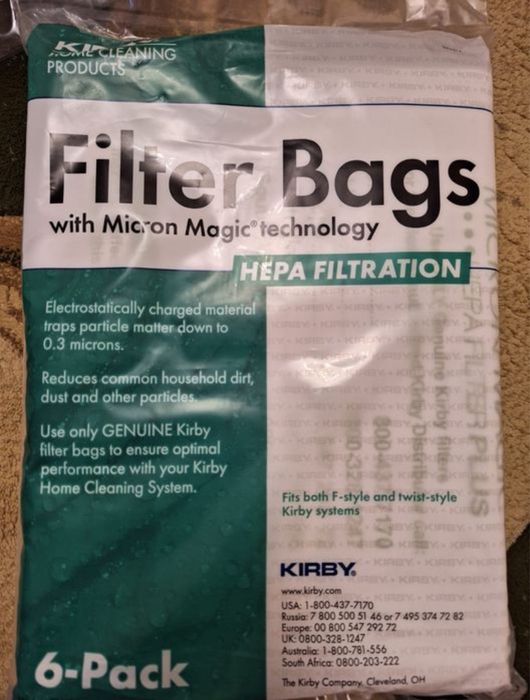 KIRBY
HOME CLEANING
PRODUCTS
Filter Bags
with Micron Magic® technology
HEPA FILTRATION
Electrostatically charged material
traps particle matter down to
0.3 microns.
Reduces common household dirt,
dust and other particles.
Use only GENUINE Kirby
filter bags to ensure optimal
performance with your Kirby
Home Cleaning System.
Fits both F-style and twist-style
Kirby systems
KIRBY®
www.kirby.com
USA: 1-800-437-7170
Russia: 7 800 500 51 46 or 7 495 374 72 82
Europe: 00 800 547 292 72
UK: 0800-328-1247
Australia: 1-800-781-556
South Africa: 0800-203-222
The Kirby Company, Cleveland, OH
6-Pack